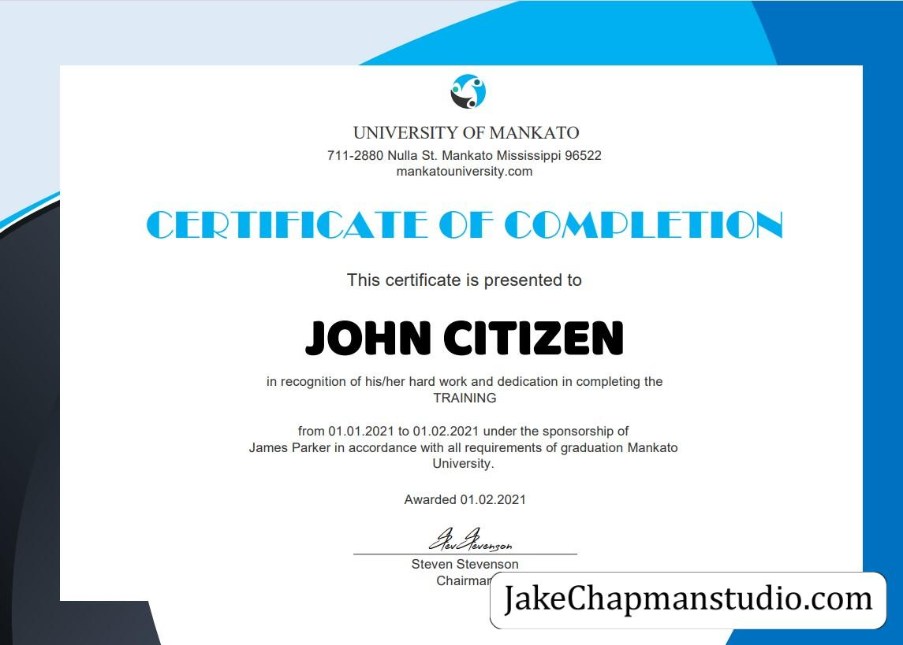 UNIVERSITY OF MANKATO
711-2880 Nulla St. Mankato Mississippi 96522
mankatouniversity.com
CERTIFICATE OF COMPLETION
This certificate is presented to
JOHN CITIZEN
in recognition of his/her hard work and dedication in completing the
TRAINING
from 01.01.2021 to 01.02.2021 under the sponsorship of
James Parker in accordance with all requirements of graduation Mankato
University.
Awarded 01.02.2021
Stev Stevenson
Steven Stevenson
Chairman
JakeChapmanstudio.com